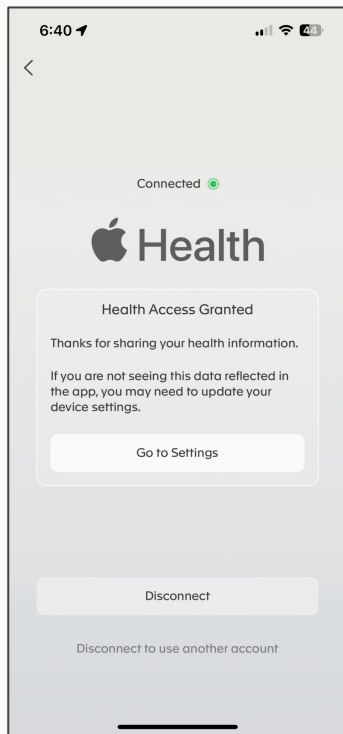 6:40
44
Connected
Health
Health Access Granted
Thanks for sharing your health information.
If you are not seeing this data reflected in
the app, you may need to update your
device settings.
Go to Settings
Disconnect
Disconnect to use another account